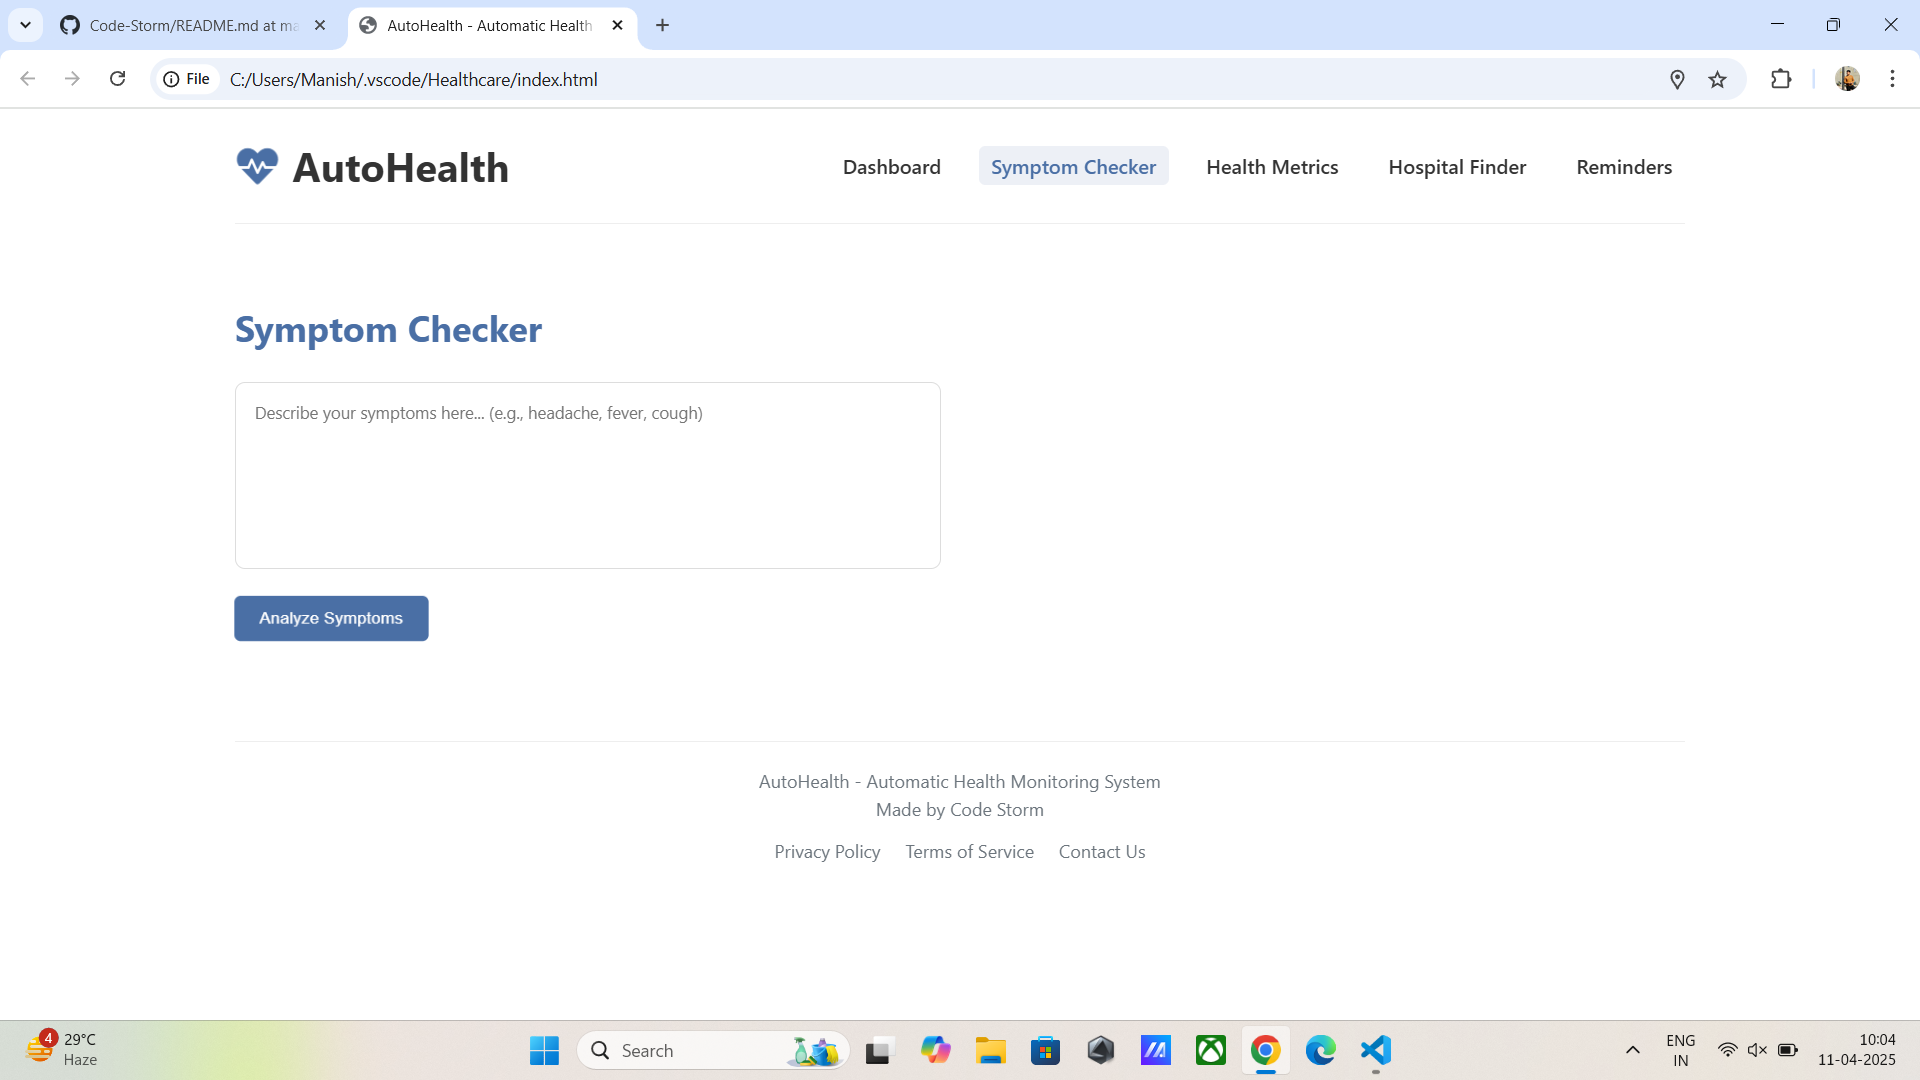 Code-Storm/README.md at ma
AutoHealth - Automatic Health
File
C:/Users/Manish/.vscode/Healthcare/index.html
AutoHealth
Dashboard
Symptom Checker
Health Metrics
Hospital Finder
Reminders
Symptom Checker
Describe your symptoms here... (e.g., headache, fever, cough)
Analyze Symptoms
AutoHealth - Automatic Health Monitoring System
Made by Code Storm
Privacy Policy
Terms of Service
Contact Us
4
29°C
Haze
Search
ENG
IN
10:04
11-04-2025